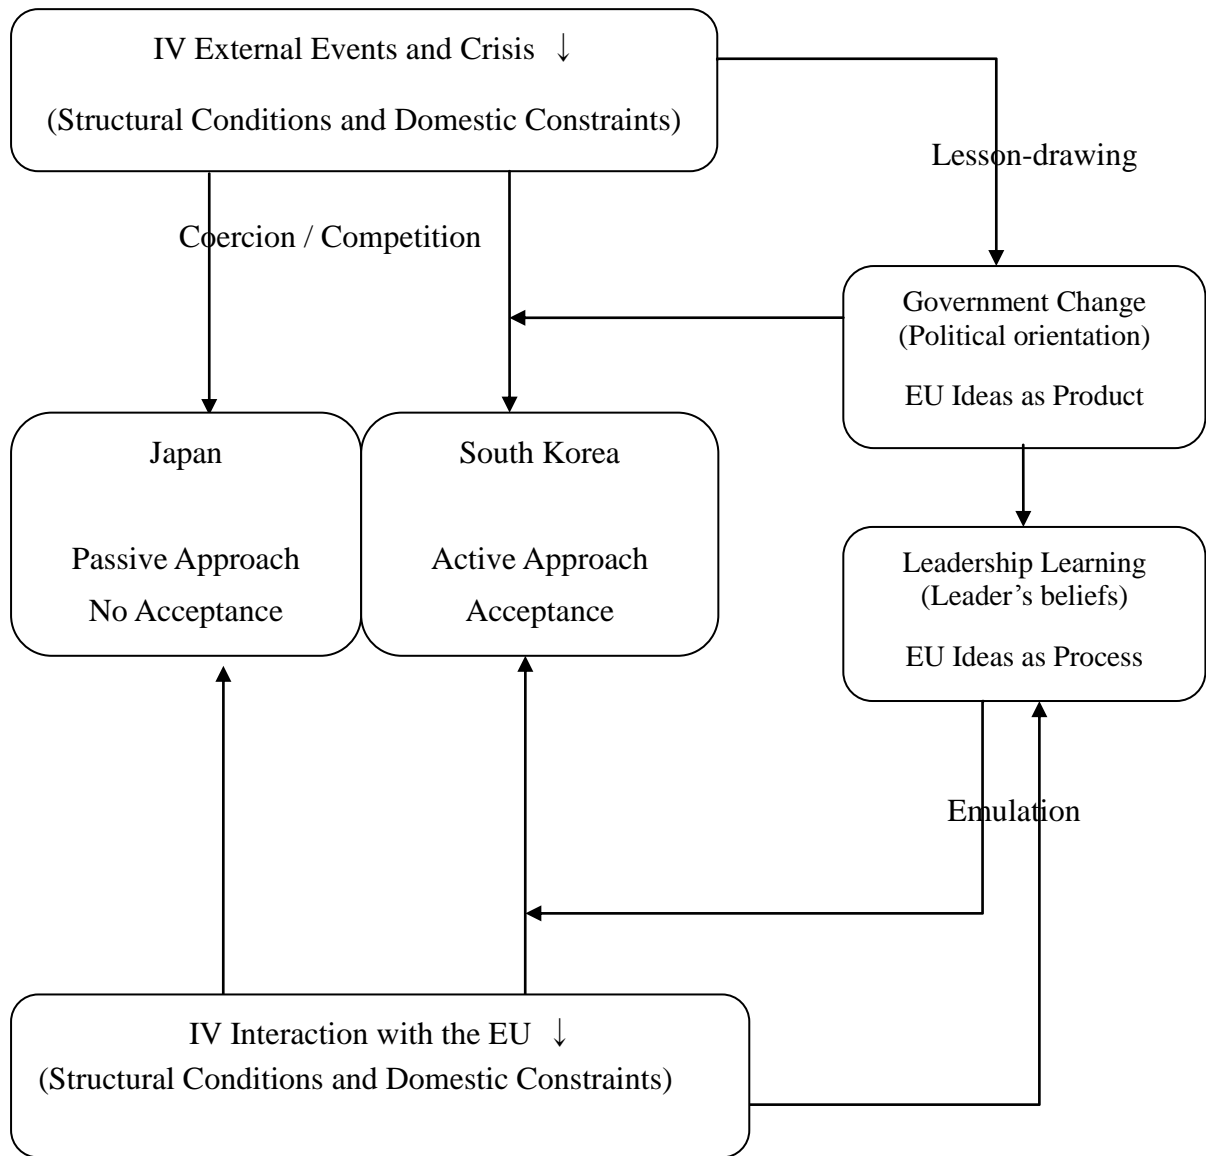 IV External Events and Crisis ↓
(Structural Conditions and Domestic Constraints)
Lesson-drawing
Coercion / Competition
Government Change
(Political orientation)
EU Ideas as Product
Japan
Passive Approach
No Acceptance
South Korea
Active Approach
Acceptance
Leadership Learning
(Leader’s beliefs)
EU Ideas as Process
Emulation
IV Interaction with the EU ↓
(Structural Conditions and Domestic Constraints)